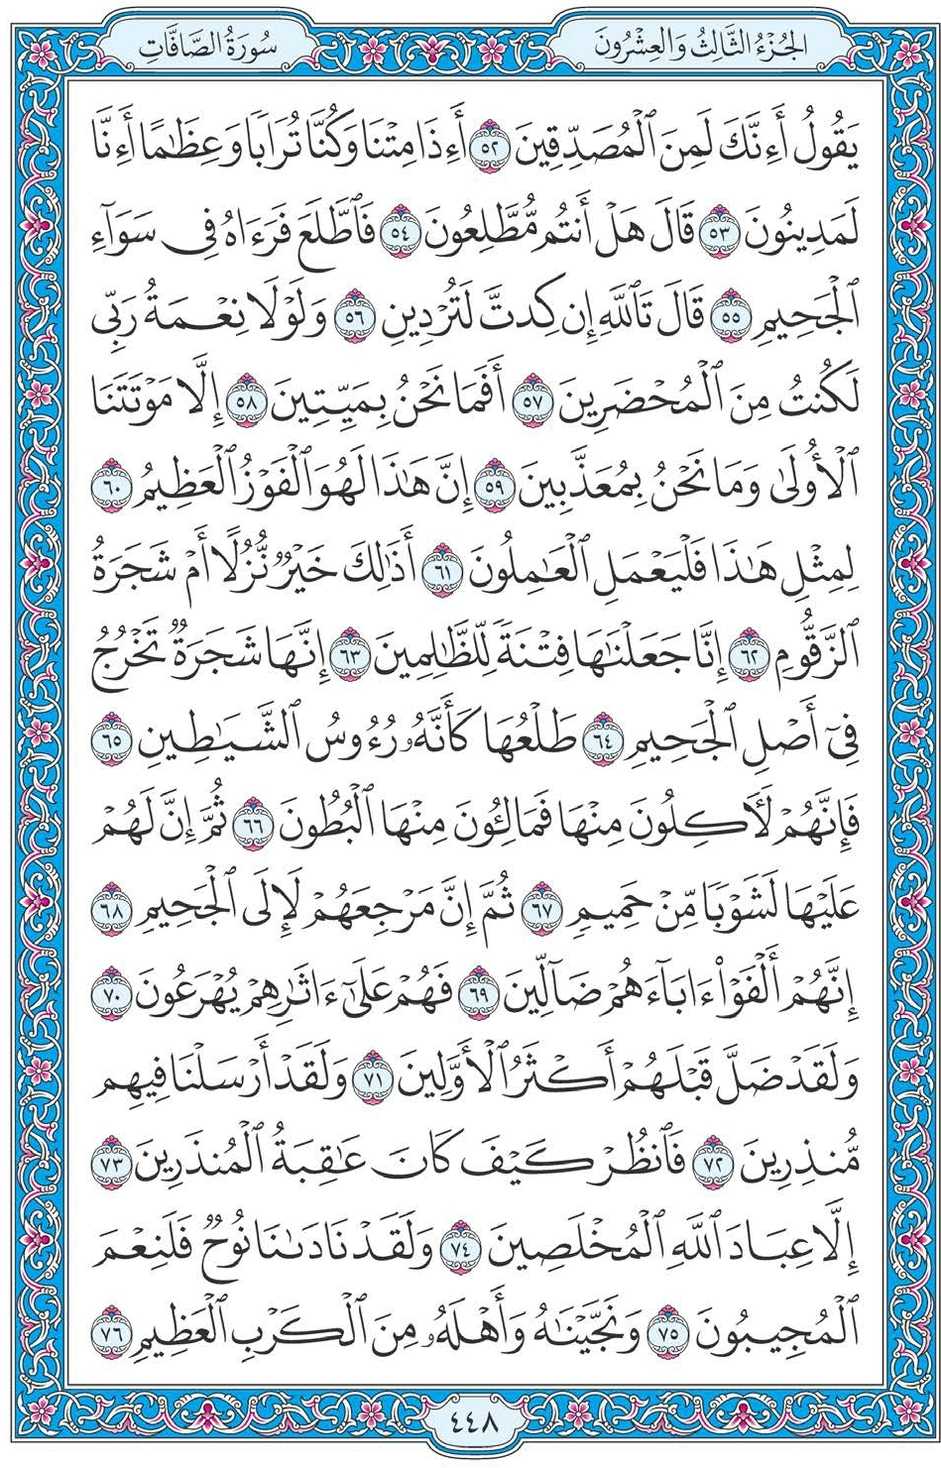 سُورَةُ الصَّافَّاتِ
الجُزْءُ الثَّالِثُ وَالعِشْرُونَ
يَقُولُ أَءِنَّكَ لَمِنَ ٱلْمُصَدِّقِينَ ٥٢ أَءِذَا مِتْنَا وَكُنَّا تُرَابًا وَعِظَٰمًا أَءِنَّا
لَمَدِينُونَ ٥٣ قَالَ هَلْ أَنتُم مُّطَّلِعُونَ ٥٤ فَٱطَّلَعَ فَرَءَاهُ فِى سَوَآءِ
ٱلْجَحِيمِ ٥٥ قَالَ تَٱللَّهِ إِن كِدتَّ لَتُرْدِينِ ٥٦ وَلَوْلَا نِعْمَةُ رَبِّى
لَكُنتُ مِنَ ٱلْمُحْضَرِينَ ٥٧ أَفَمَا نَحْنُ بِمَيِّتِينَ ٥٨ إِلَّا مَوْتَتَنَا
ٱلْأُولَىٰ وَمَا نَحْنُ بِمُعَذَّبِينَ ٥٩ إِنَّ هَٰذَا لَهُوَ ٱلْفَوْزُ ٱلْعَظِيمُ ٦٠
لِمِثْلِ هَٰذَا فَلْيَعْمَلِ ٱلْعَٰمِلُونَ ٦١ أَذَٰلِكَ خَيْرٌ نُّزُلًا أَمْ شَجَرَةُ
ٱلزَّقُّومِ ٦٢ إِنَّا جَعَلْنَٰهَا فِتْنَةً لِّلظَّٰلِمِينَ ٦٣ إِنَّهَا شَجَرَةٌ تَخْرُجُ
فِىٓ أَصْلِ ٱلْجَحِيمِ ٦٤ طَلْعُهَا كَأَنَّهُۥ رُءُوسُ ٱلشَّيَٰطِينِ ٦٥
فَإِنَّهُمْ لَءَاكِلُونَ مِنْهَا فَمَالِـُٔونَ مِنْهَا ٱلْبُطُونَ ٦٦ ثُمَّ إِنَّ لَهُمْ
عَلَيْهَا لَشَوْبًا مِّنْ حَمِيمٍ ٦٧ ثُمَّ إِنَّ مَرْجِعَهُمْ لَإِلَى ٱلْجَحِيمِ ٦٨
إِنَّهُمْ أَلْفَوْا۟ ءَابَآءَهُمْ ضَآلِّينَ ٦٩ فَهُمْ عَلَىٰٓ ءَاثَٰرِهِمْ يُهْرَعُونَ ٧٠
وَلَقَدْ ضَلَّ قَبْلَهُمْ أَكْثَرُ ٱلْأَوَّلِينَ ٧١ وَلَقَدْ أَرْسَلْنَا فِيهِم
مُّنذِرِينَ ٧٢ فَٱنظُرْ كَيْفَ كَانَ عَٰقِبَةُ ٱلْمُنذَرِينَ ٧٣
إِلَّا عِبَادَ ٱللَّهِ ٱلْمُخْلَصِينَ ٧٤ وَلَقَدْ نَادَىٰنَا نُوحٌ فَلَنِعْمَ
ٱلْمُجِيبُونَ ٧٥ وَنَجَّيْنَٰهُ وَأَهْلَهُۥ مِنَ ٱلْكَرْبِ ٱلْعَظِيمِ ٧٦
٤٤٨